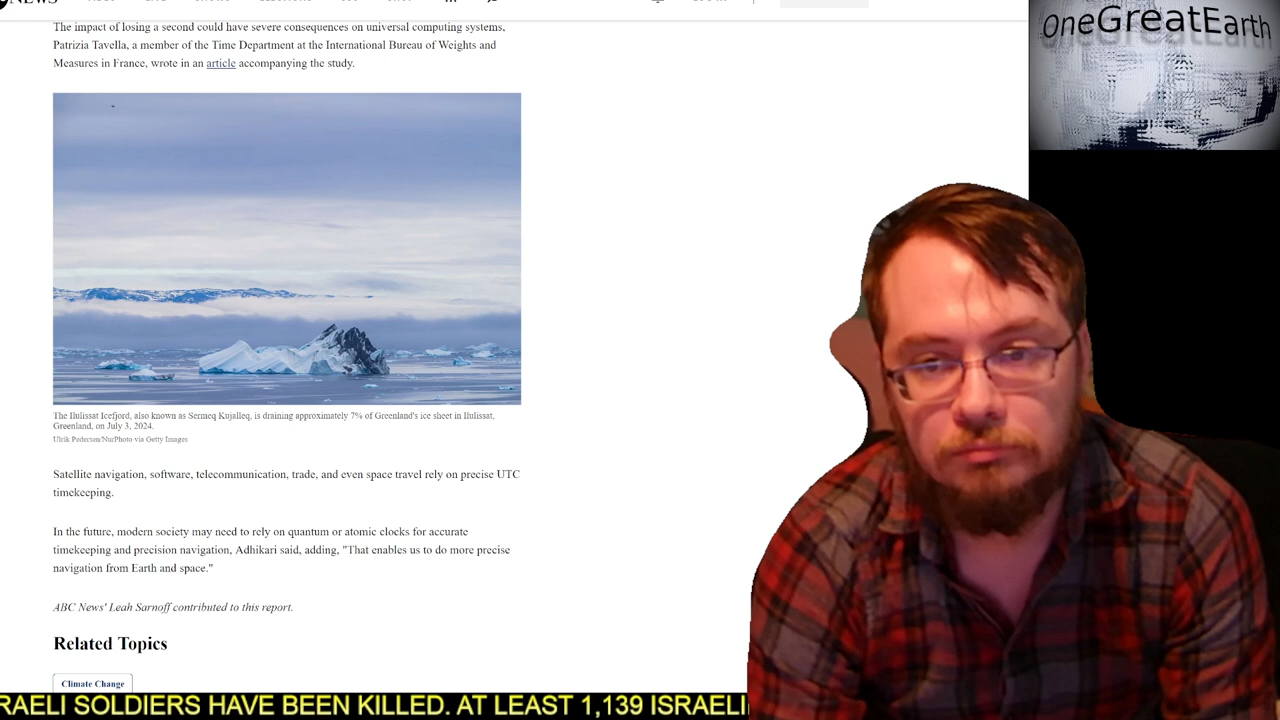 NEWS
OneGreatEarth
The impact of losing a second could have severe consequences on universal computing systems,
Patrizia Tavella, a member of the Time Department at the International Bureau of Weights and
Measures in France, wrote in an article accompanying the study.
The Ilulissat Icefjord, also known as Sermeq Kujalleq, is draining approximately 7% of Greenland's ice sheet in Ilulissat,
Greenland, on July 3, 2024.
Ulrik Pedersen/NurPhoto via Getty Images
Satellite navigation, software, telecommunication, trade, and even space travel rely on precise UTC
timekeeping.
In the future, modern society may need to rely on quantum or atomic clocks for accurate
timekeeping and precision navigation, Adhikari said, adding, "That enables us to do more precise
navigation from Earth and space."
ABC News' Leah Sarnoff contributed to this report.
Related Topics
Climate Change
RAELI SOLDIERS HAVE BEEN KILLED. AT LEAST 1,139 ISRAELI